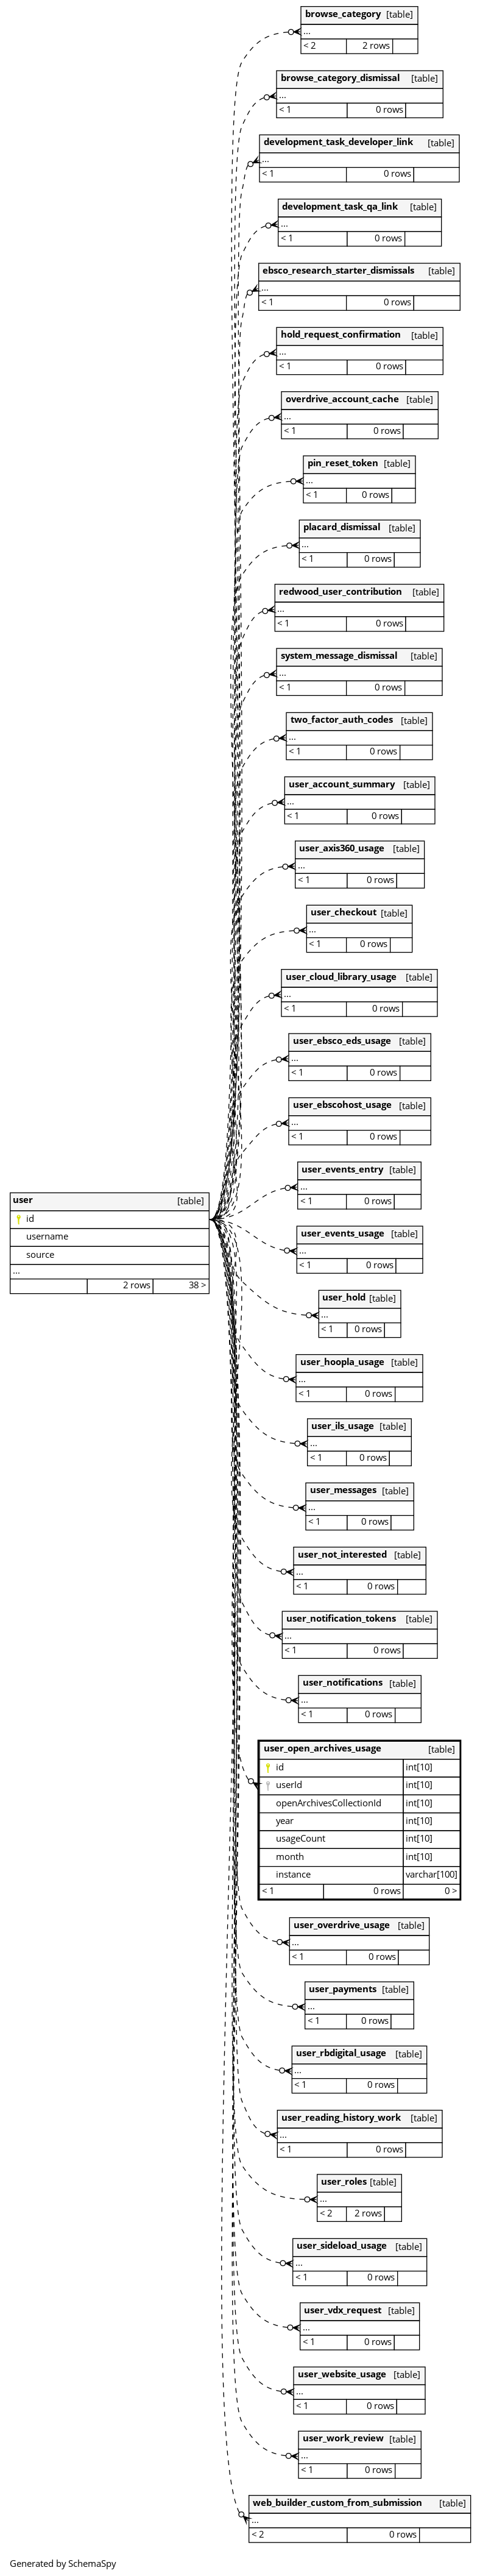 browse_category [table]
...
< 2 2 rows
browse_category_dismissal [table]
...
< 1 0 rows
development_task_developer_link [table]
...
< 1 0 rows
development_task_qa_link [table]
...
< 1 0 rows
ebsco_research_starter_dismissals [table]
...
< 1 0 rows
hold_request_confirmation [table]
...
< 1 0 rows
overdrive_account_cache [table]
...
< 1 0 rows
pin_reset_token [table]
...
< 1 0 rows
placard_dismissal [table]
...
< 1 0 rows
redwood_user_contribution [table]
...
< 1 0 rows
system_message_dismissal [table]
...
< 1 0 rows
two_factor_auth_codes [table]
...
< 1 0 rows
user_account_summary [table]
...
< 1 0 rows
user_axis360_usage [table]
...
< 1 0 rows
user_checkout [table]
...
< 1 0 rows
user_cloud_library_usage [table]
...
< 1 0 rows
user_ebsco_eds_usage [table]
...
< 1 0 rows
user_ebscohost_usage [table]
...
< 1 0 rows
user_events_entry [table]
...
< 1 0 rows
user [table]
id
username
source
...
2 rows 38 >
user_events_usage [table]
...
< 1 0 rows
user_hold [table]
...
< 1 0 rows
user_hoopla_usage [table]
...
< 1 0 rows
user_ils_usage [table]
...
< 1 0 rows
user_messages [table]
...
< 1 0 rows
user_not_interested [table]
...
< 1 0 rows
user_notification_tokens [table]
...
< 1 0 rows
user_notifications [table]
...
< 1 0 rows
user_open_archives_usage [table]
id int[10]
userId int[10]
openArchivesCollectionId int[10]
year int[10]
usageCount int[10]
month int[10]
instance varchar[100]
< 1 0 rows 0 >
user_overdrive_usage [table]
...
< 1 0 rows
user_payments [table]
...
< 1 0 rows
user_rbdigital_usage [table]
...
< 1 0 rows
user_reading_history_work [table]
...
< 1 0 rows
user_roles [table]
...
< 2 2 rows
user_sideload_usage [table]
...
< 1 0 rows
user_vdx_request [table]
...
< 1 0 rows
user_website_usage [table]
...
< 1 0 rows
user_work_review [table]
...
< 1 0 rows
web_builder_custom_from_submission [table]
...
< 2 0 rows
Generated by SchemaSpy